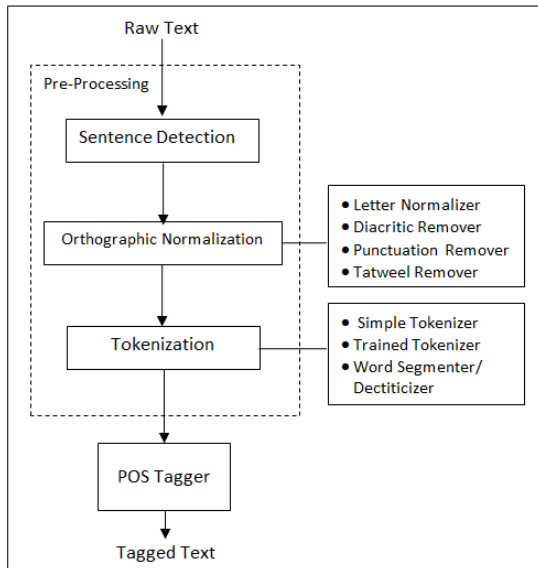 Raw Text
Pre-Processing
Sentence Detection
Orthographic Normalization
• Letter Normalizer
• Diacritic Remover
• Punctuation Remover
• Tatweel Remover
Tokenization
• Simple Tokenizer
• Trained Tokenizer
• Word Segmenter/
Dectiticizer
POS Tagger
Tagged Text